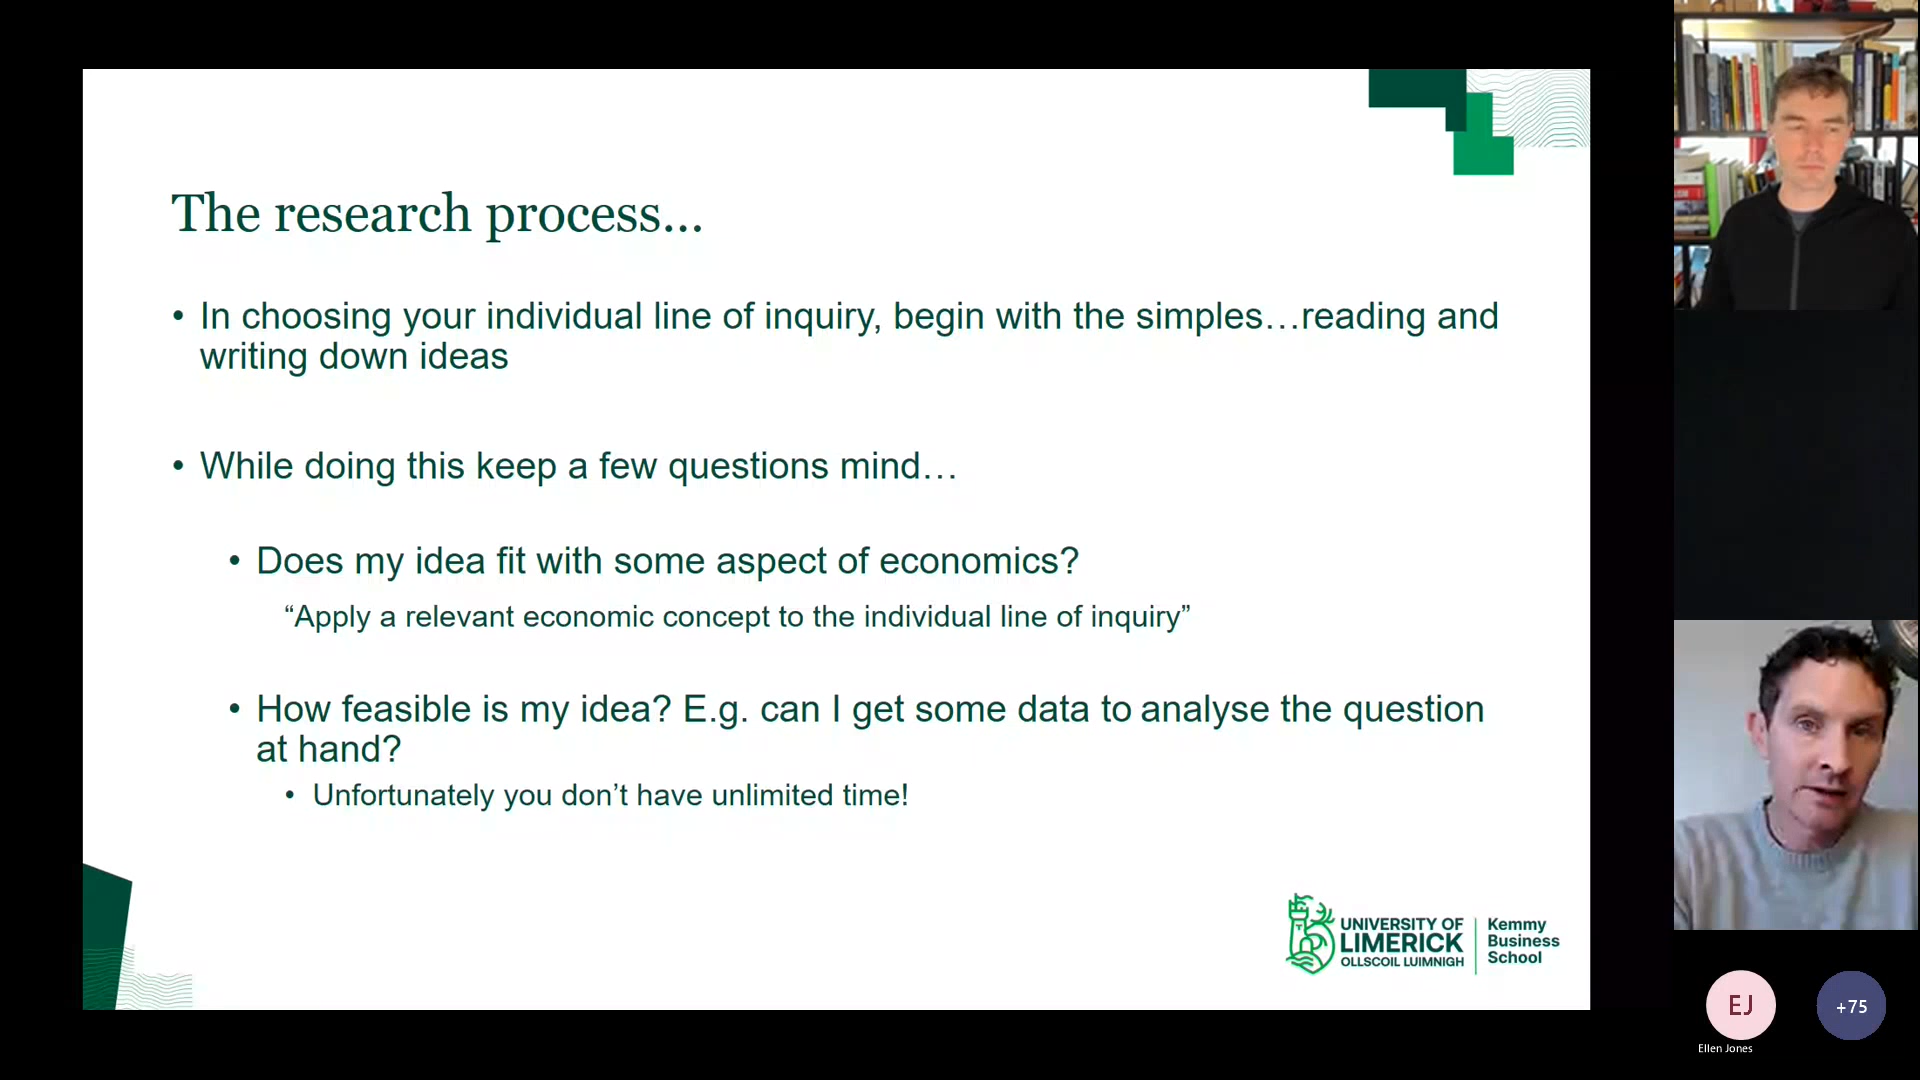 The research process...
• In choosing your individual line of inquiry, begin with the simples…reading and
writing down ideas
• While doing this keep a few questions mind…
• Does my idea fit with some aspect of economics?
“Apply a relevant economic concept to the individual line of inquiry”
• How feasible is my idea? E.g. can I get some data to analyse the question
at hand?
• Unfortunately you don’t have unlimited time!
UNIVERSITY OF
LIMERICK
OLLSCOIL LUIMNIGH
Kemmy
Business
School
EJ
+75
Ellen Jones